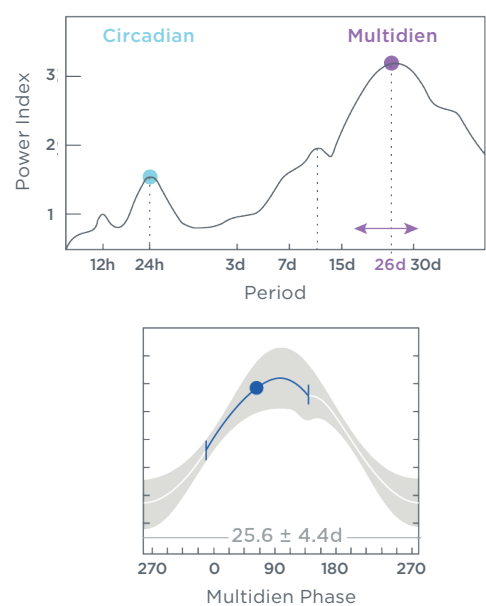 Circadian Multidien
Power Index
3
2
1
12h 24h 3d 7d 15d 26d 30d
Period
25.6 ± 4.4d
270 0 90 180 270
Multidien Phase